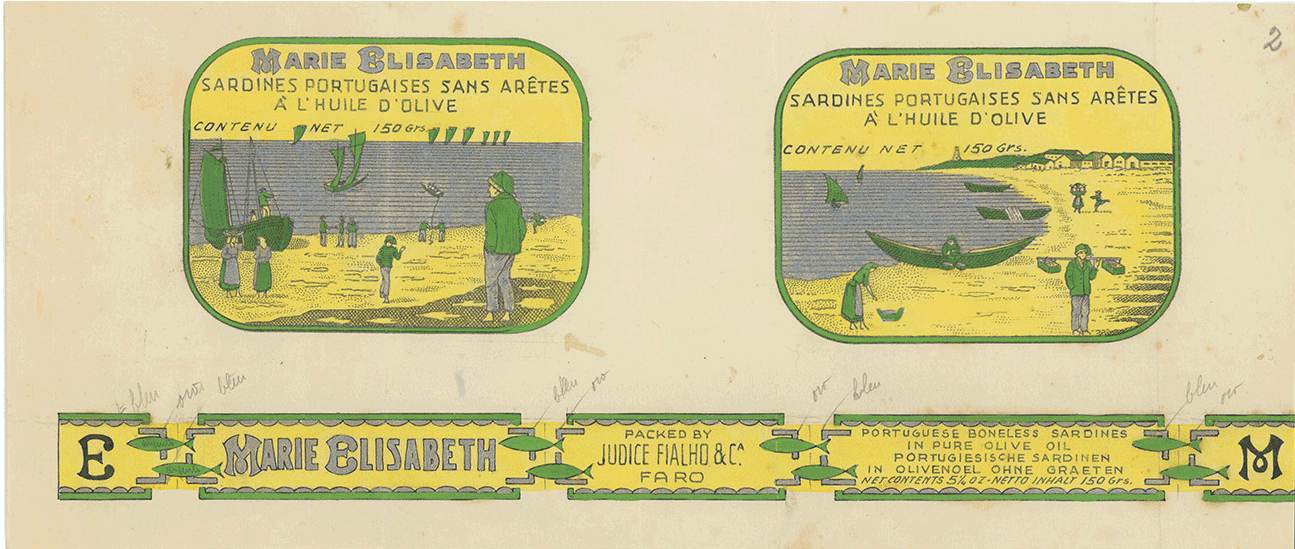 2
MARIE ELISABETH
SARDINES PORTUGAISES SANS ARÊTES
À L'HUILE D'OLIVE
CONTENU NET 150 Grs.
MARIE ELISABETH
SARDINES PORTUGAISES SANS ARÊTES
À L'HUILE D'OLIVE
CONTENU NET 150 Grs.
bleu
bleu
bleu
bleu
bleu
E
MARIE ELISABETH
PACKED BY
JUDICE FIALHO & Cª
FARO
PORTUGUESE BONELESS SARDINES
IN PURE OLIVE OIL
PORTUGIESISCHE SARDINEN
IN OLIVENOEL OHNE GRAETEN
NET CONTENTS 5¼ OZ-NETTO INHALT 150 Grs.
M